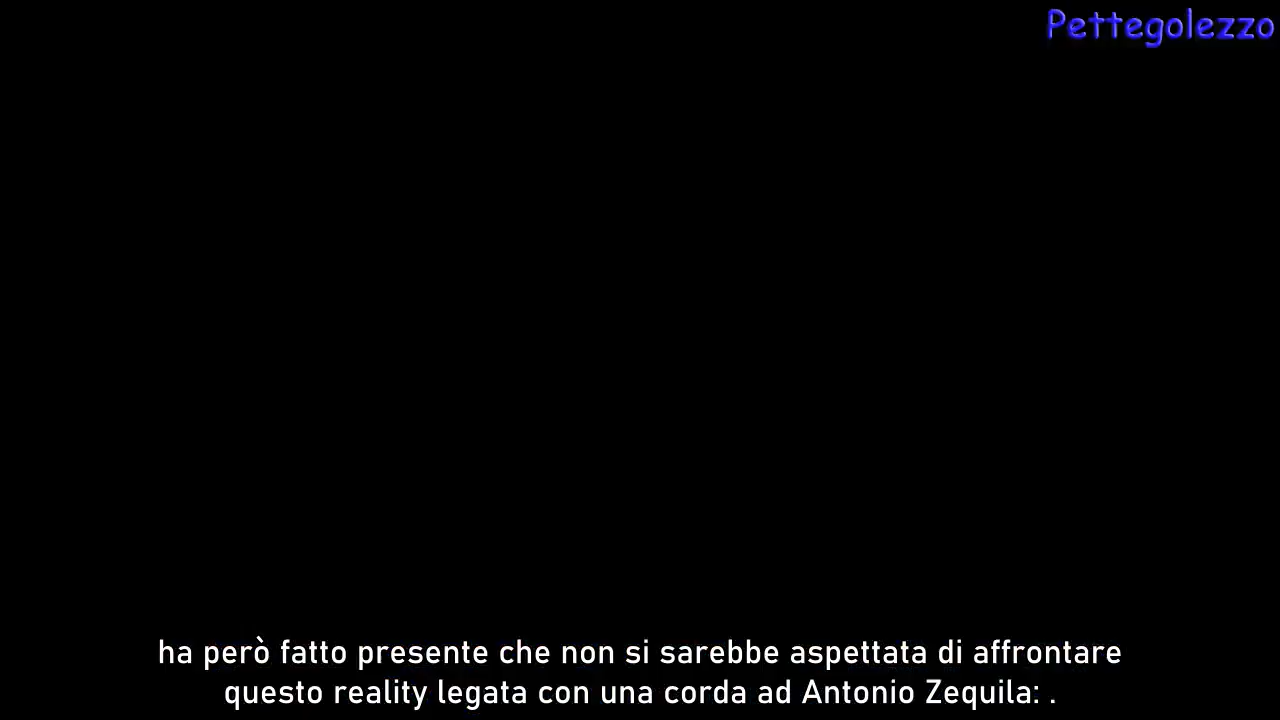 Pettegolezzo
ha però fatto presente che non si sarebbe aspettata di affrontare
questo reality legata con una corda ad Antonio Zequila: .